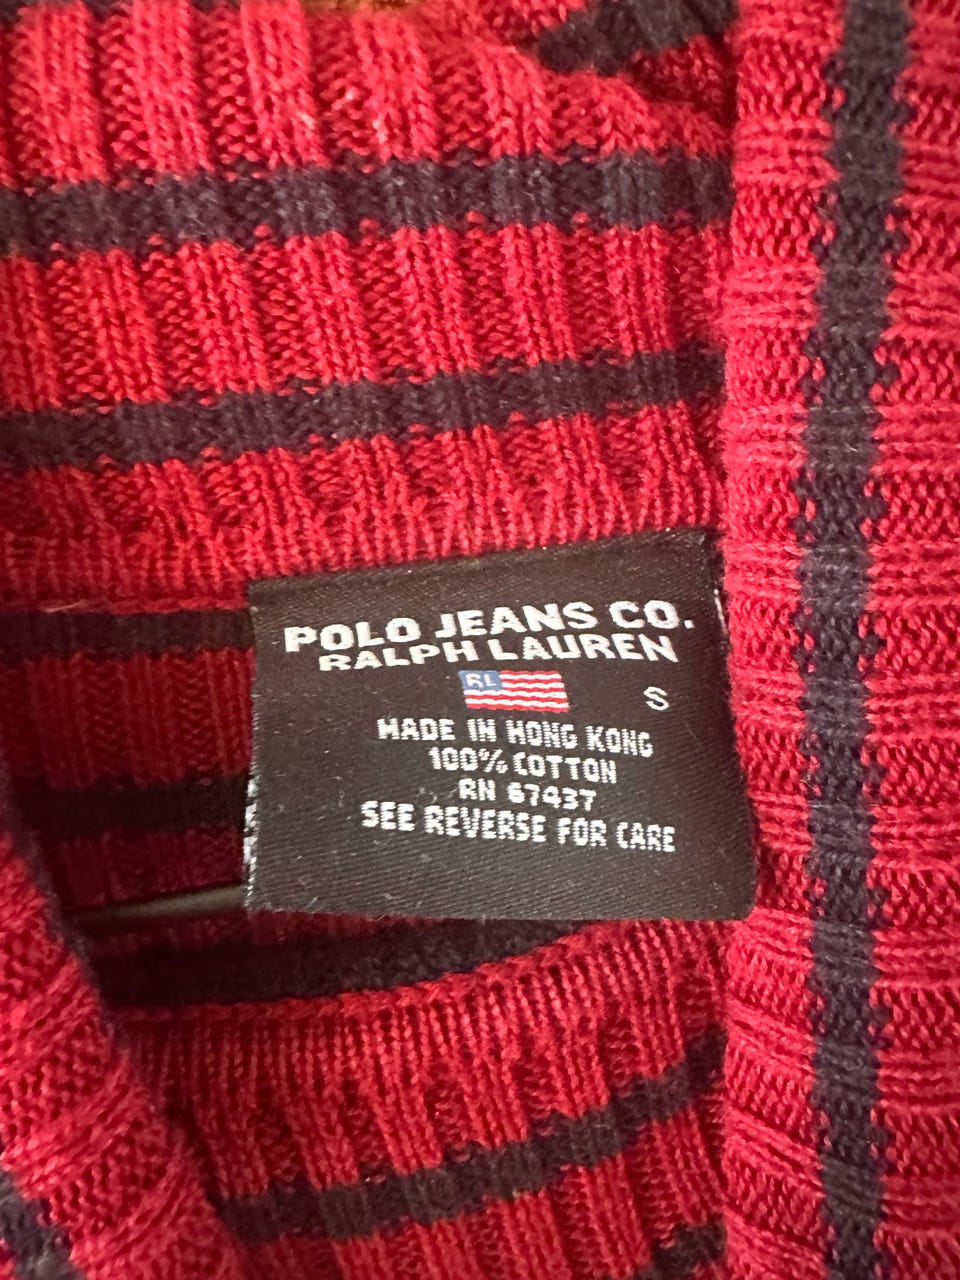 POLO JEANS CO.
RALPH LAUREN
RL
S
MADE IN HONG KONG
100% COTTON
RN 67437
SEE REVERSE FOR CARE